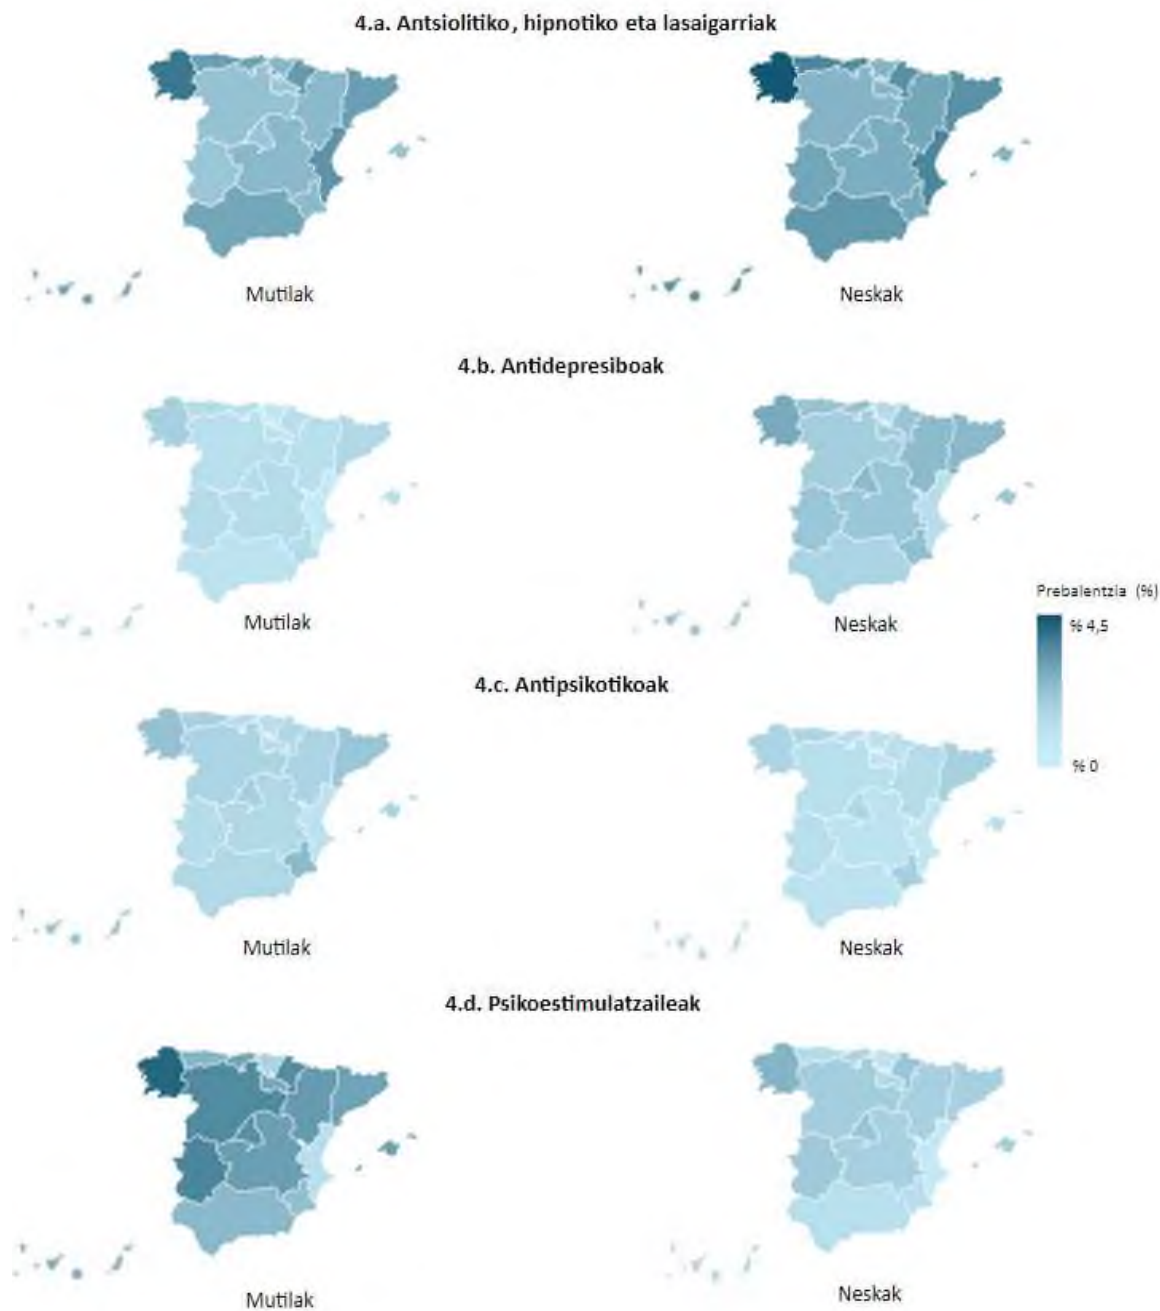 4.a. Antsiolitiko, hipnotiko eta lasaigarriak
Mutilak
Neskak
4.b. Antidepresiboak
Mutilak
Neskak
Prebalentzia (%)
% 4,5
% 0
4.c. Antipsikotikoak
Mutilak
Neskak
4.d. Psikoestimulatzaileak
Mutilak
Neskak